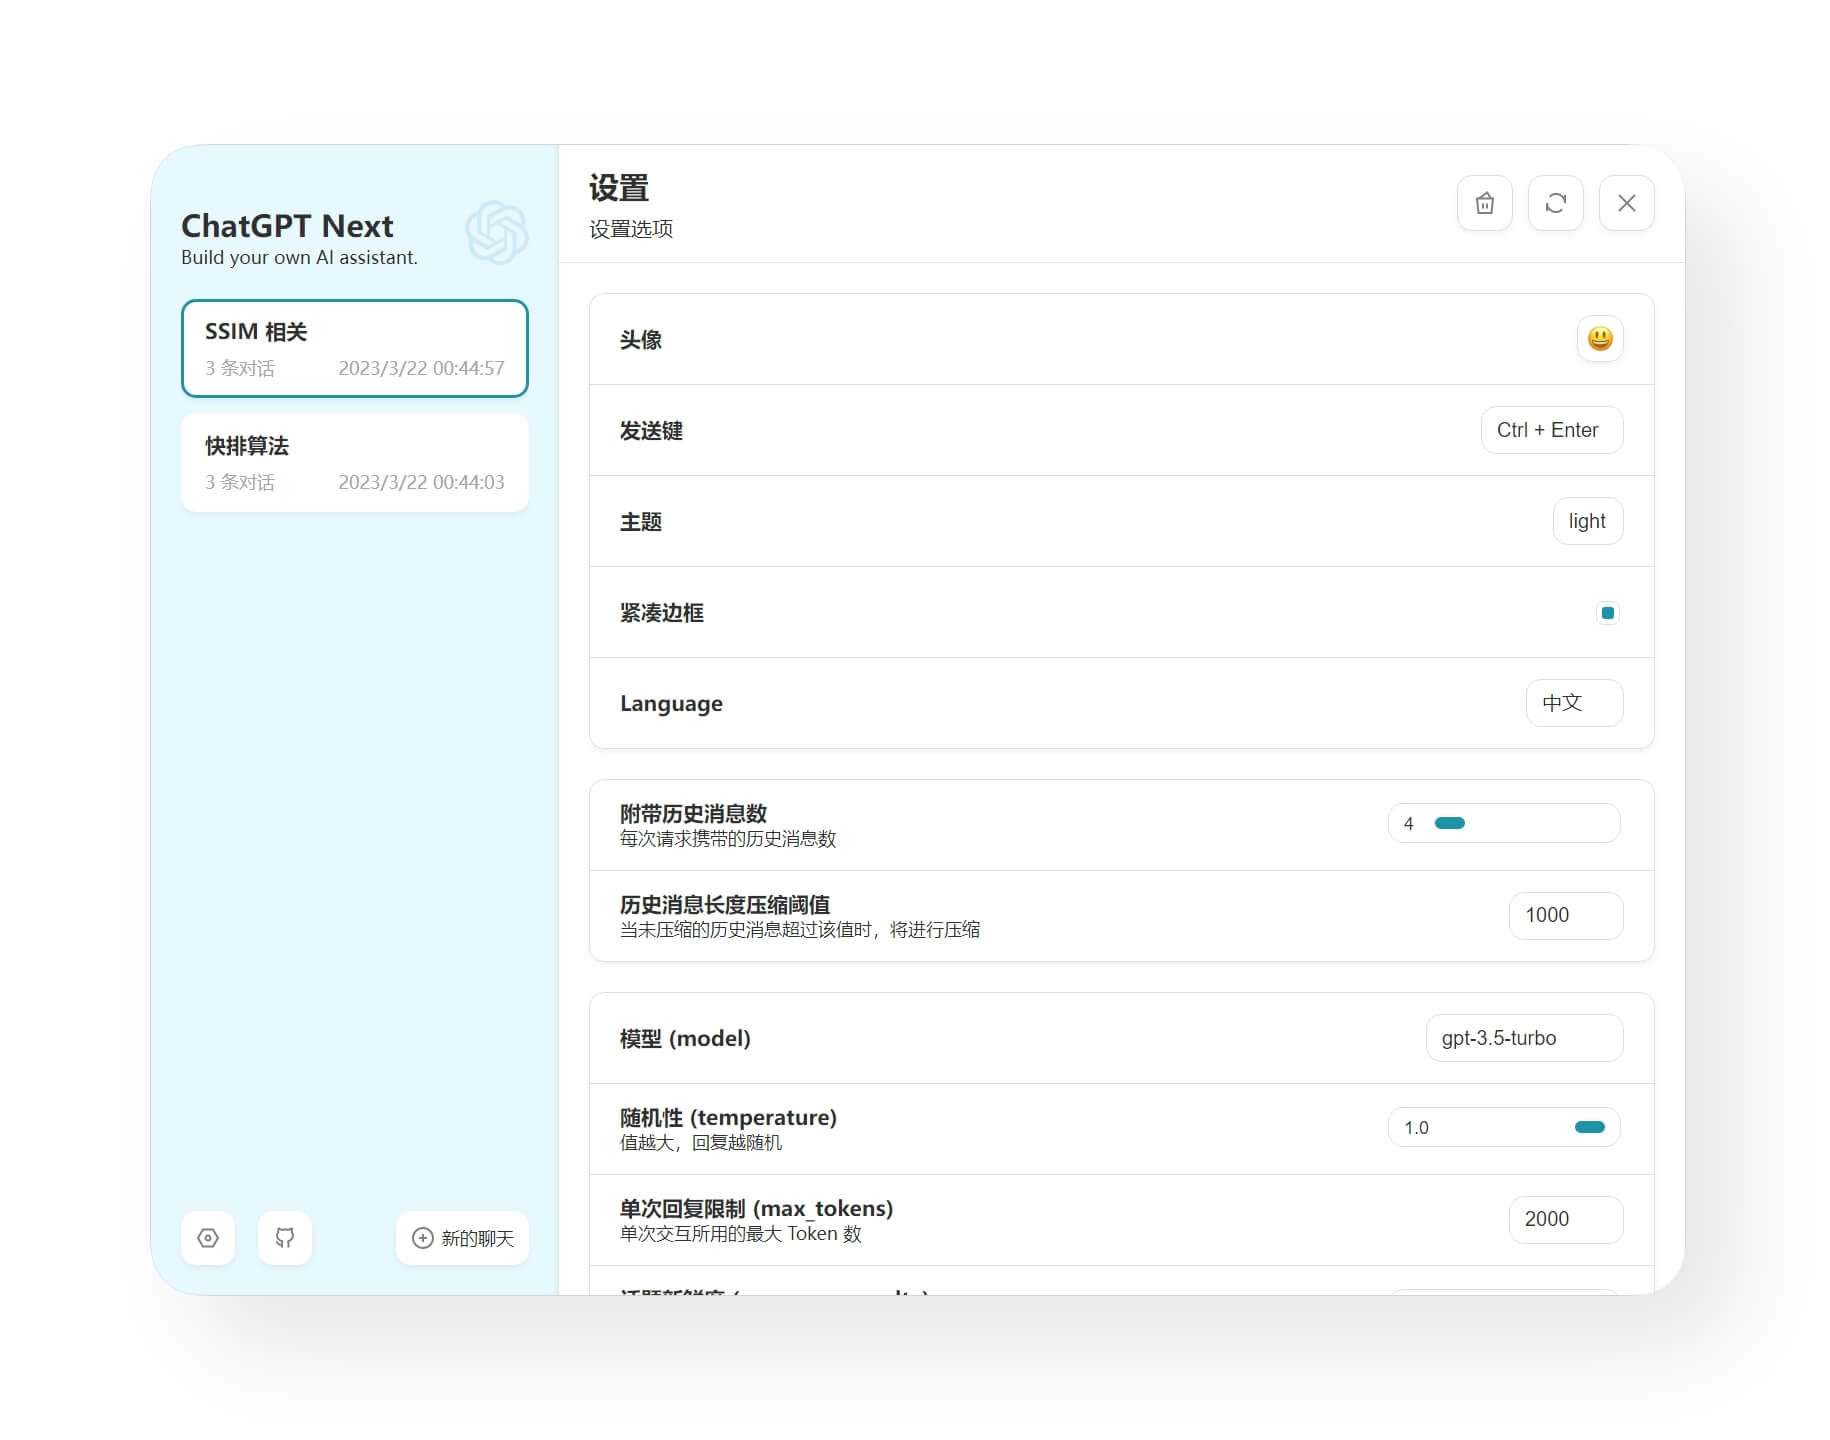 ChatGPT Next
Build your own AI assistant.
SSIM 相关
3 条对话 2023/3/22 00:44:57
快排算法
3 条对话 2023/3/22 00:44:03
新的聊天
设置
设置选项
头像
发送键 Ctrl + Enter
主题 light
紧凑边框
Language 中文
附带历史消息数
每次请求携带的历史消息数
4
历史消息长度压缩阈值
当未压缩的历史消息超过该值时，将进行压缩
1000
模型 (model) gpt-3.5-turbo
随机性 (temperature)
值越大，回复越随机
1.0
单次回复限制 (max_tokens)
单次交互所用的最大 Token 数
2000